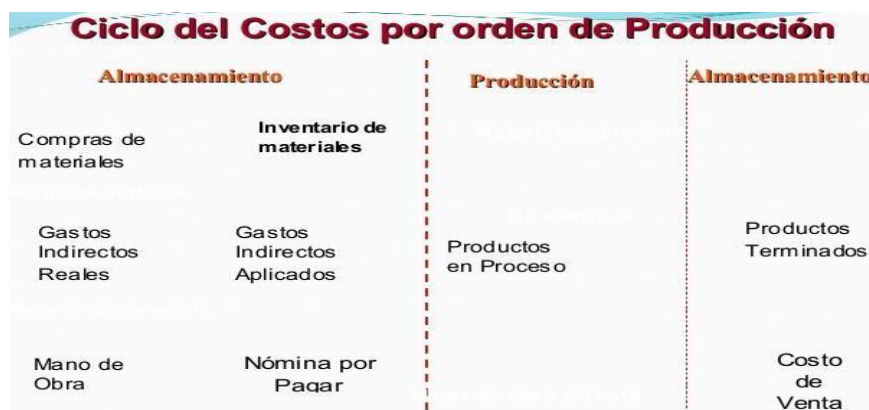 Ciclo del Costos por orden de Producción
Almacenamiento
Producción
Almacenamiento
Compras de
materiales
Inventario de
materiales
Gastos
Indirectos
Reales
Gastos
Indirectos
Aplicados
Productos
en Proceso
Productos
Terminados
Mano de
Obra
Nómina por
Pagar
Costo
de
Venta